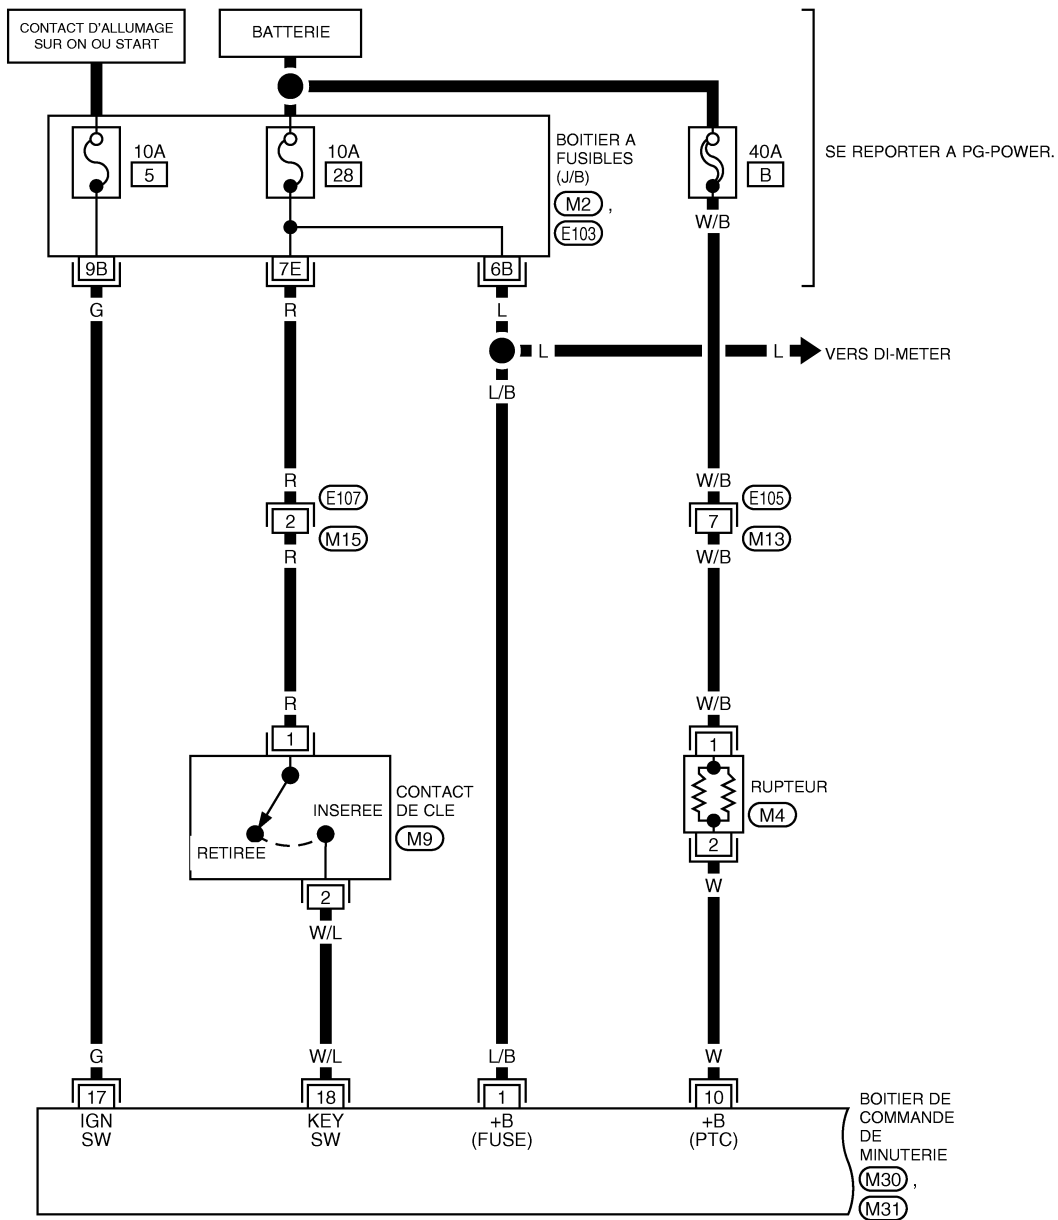 CONTACT D'ALLUMAGE
SUR ON OU START
BATTERIE
10A
5
10A
28
BOITIER A
FUSIBLES
(J/B)
M2 ,
E103
40A
B
SE REPORTER A PG-POWER.
W/B
9B
7E
6B
G
R
L
L
L
VERS DI-METER
L/B
R
E107
2
M15
R
W/B
E105
7
M13
W/B
R
1
W/B
1
INSEREE
RETIREE
CONTACT
DE CLE
M9
RUPTEUR
M4
2
2
W/L
W
G
W/L
L/B
W
17
18
1
10
IGN
SW
KEY
SW
+B
(FUSE)
+B
(PTC)
BOITIER DE
COMMANDE
DE
MINUTERIE
M30 ,
M31